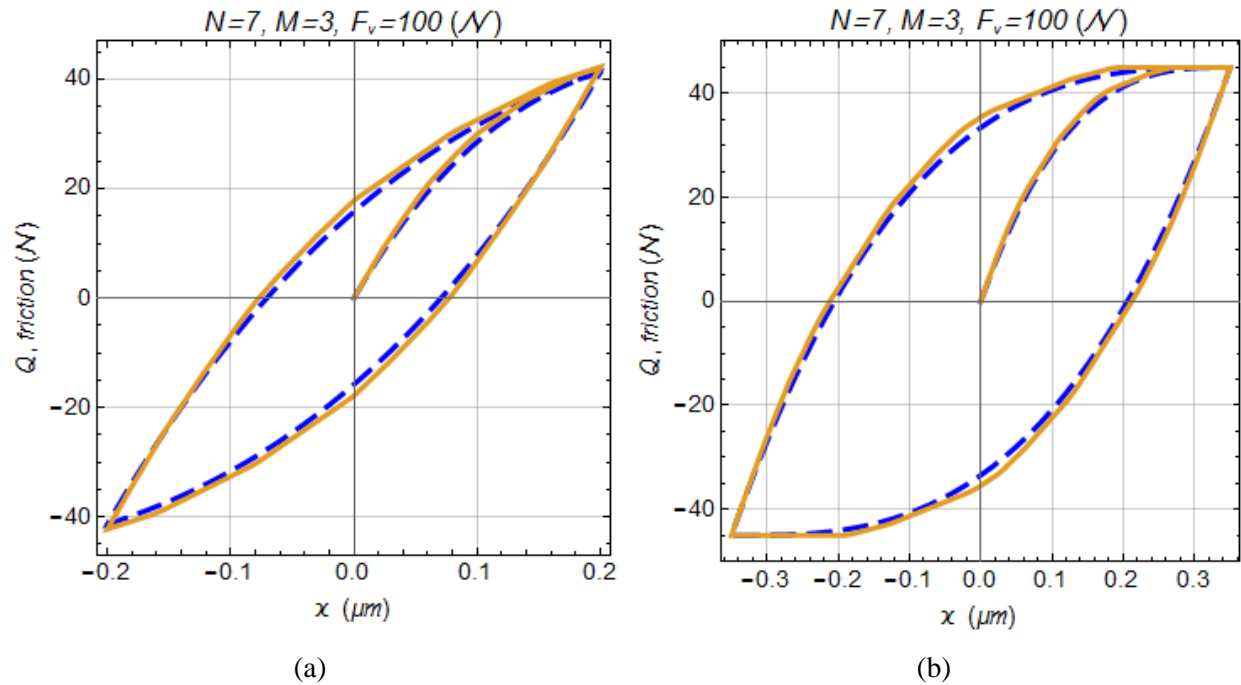 N=7, M=3, Fᵥ=100 (N)
Q, friction (N)
40
20
0
−20
−40
−0.2
−0.1
0.0
0.1
0.2
x (μm)
(a)
N=7, M=3, Fᵥ=100 (N)
Q, friction (N)
40
20
0
−20
−40
−0.3
−0.2
−0.1
0.0
0.1
0.2
0.3
x (μm)
(b)